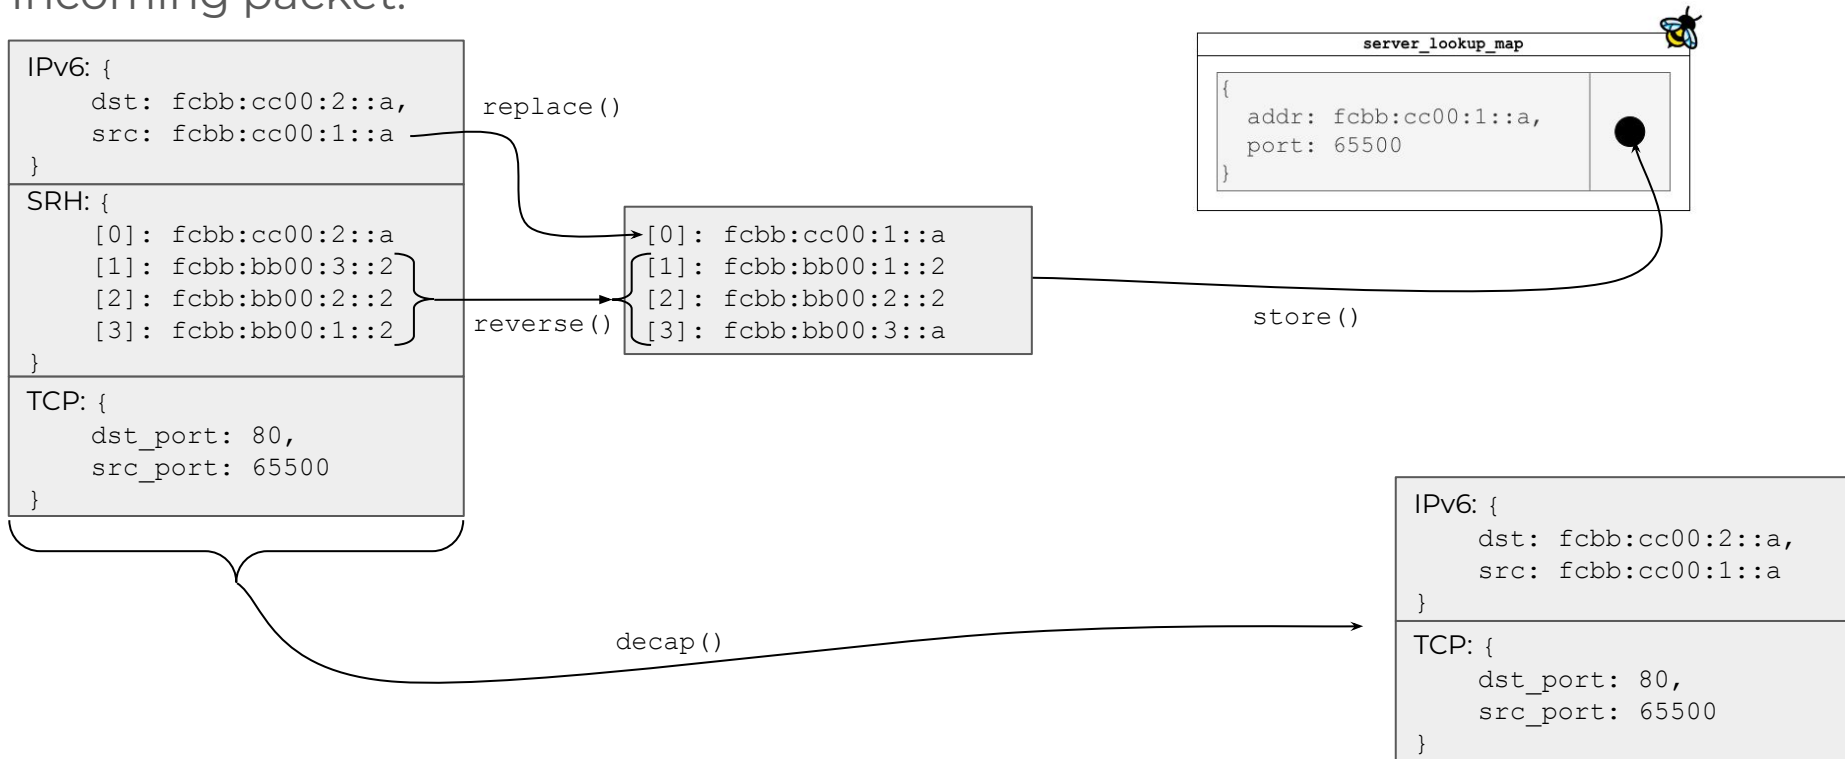 Incoming packet:
IPv6: {
dst: fcbb:cc00:2::a,
src: fcbb:cc00:1::a
}
SRH: {
[0]: fcbb:cc00:2::a
[1]: fcbb:bb00:3::2
[2]: fcbb:bb00:2::2
[3]: fcbb:bb00:1::2
}
TCP: {
dst_port: 80,
src_port: 65500
}
replace()
reverse()
[0]: fcbb:cc00:1::a
[1]: fcbb:bb00:1::2
[2]: fcbb:bb00:2::2
[3]: fcbb:bb00:3::a
store()
server_lookup_map
{
addr: fcbb:cc00:1::a,
port: 65500
}
decap()
IPv6: {
dst: fcbb:cc00:2::a,
src: fcbb:cc00:1::a
}
TCP: {
dst_port: 80,
src_port: 65500
}